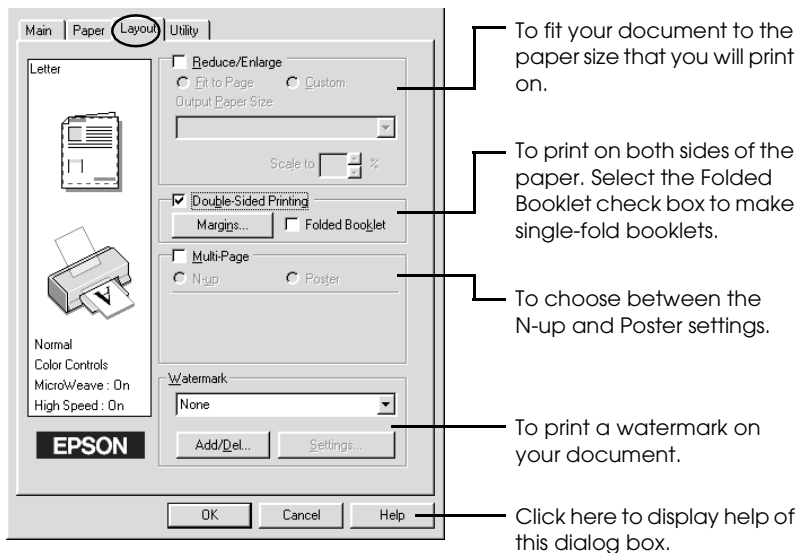 Main Paper Layout Utility
Letter
Reduce/Enlarge
Fit to Page Custom
Output Paper Size
Scale to %
Double-Sided Printing
Margins... Folded Booklet
Multi-Page
N-up Poster
A
Normal
Color Controls
MicroWeave : On
High Speed : On
EPSON
Watermark
None
Add/Del... Settings...
OK Cancel Help
To fit your document to the
paper size that you will print
on.
To print on both sides of the
paper. Select the Folded
Booklet check box to make
single-fold booklets.
To choose between the
N-up and Poster settings.
To print a watermark on
your document.
Click here to display help of
this dialog box.